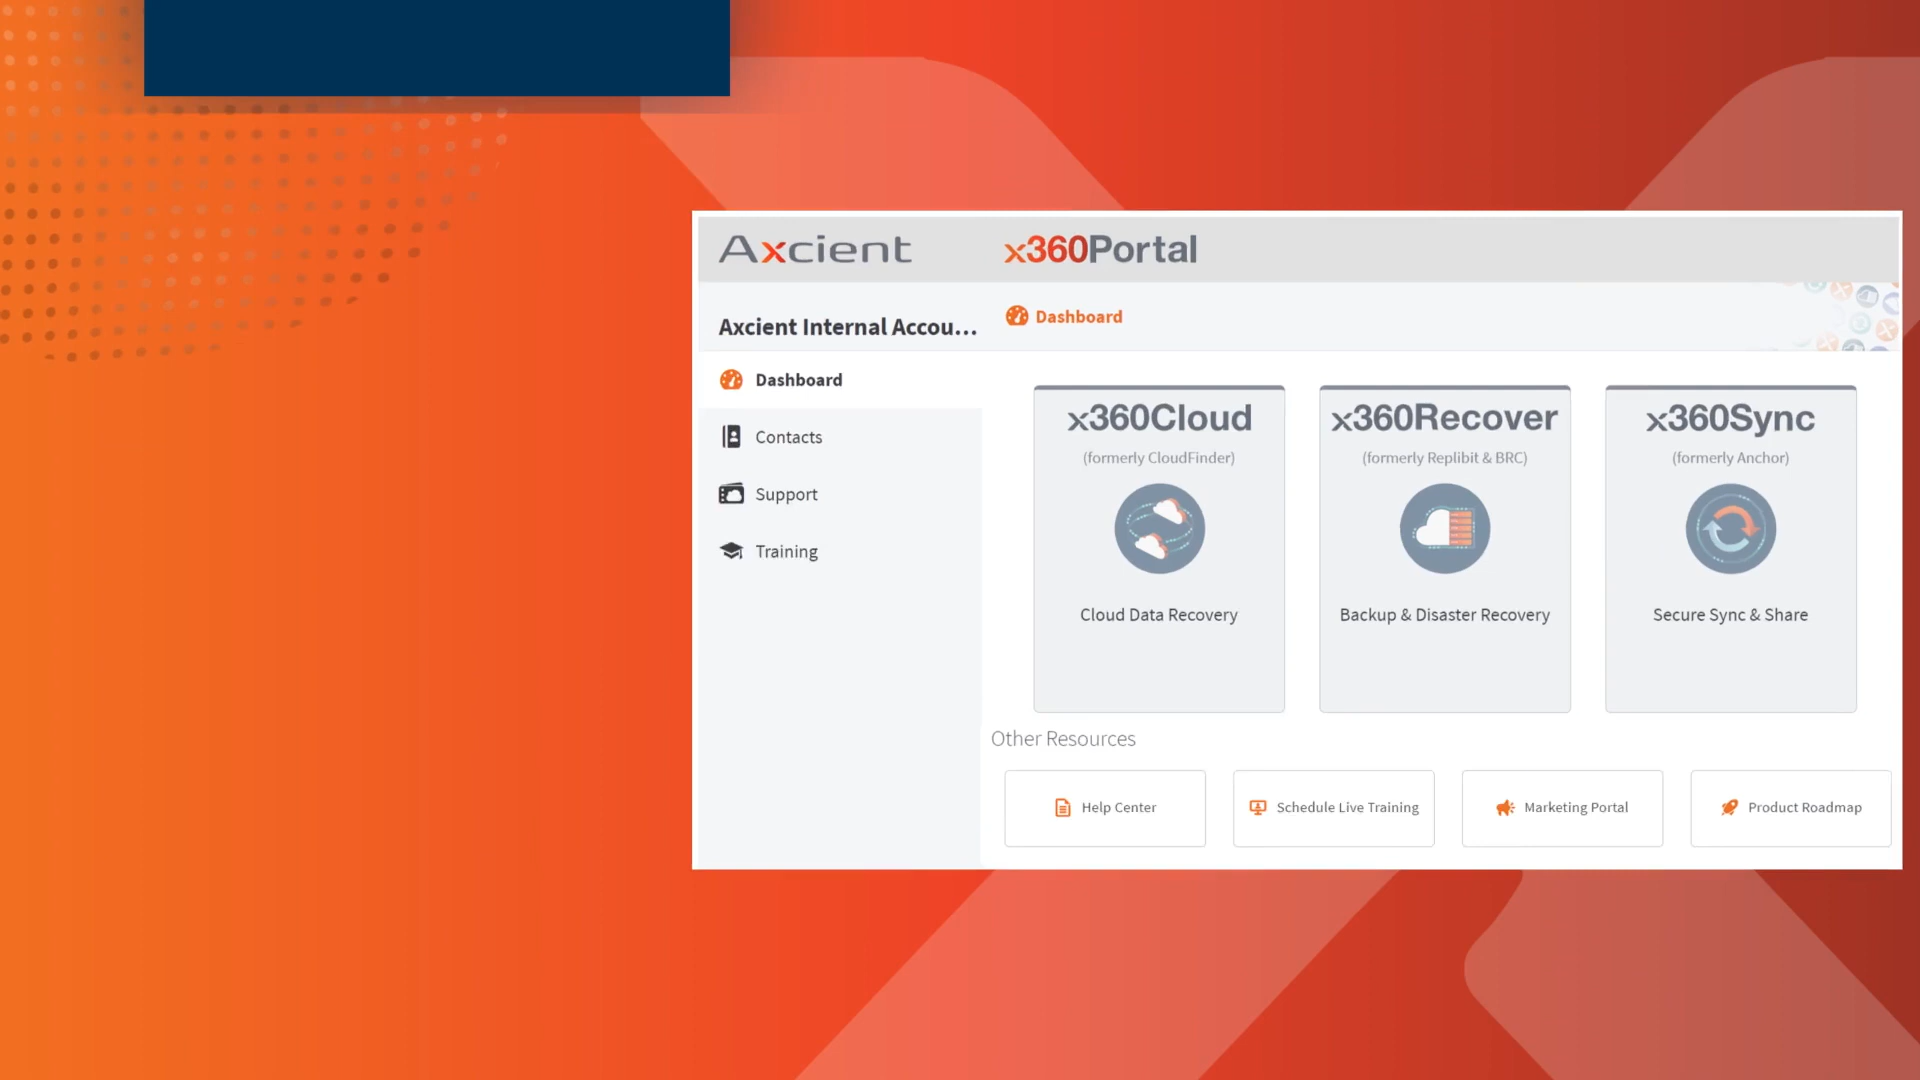 Axcient
x360Portal
Axcient Internal Accou...
Dashboard
Dashboard
Contacts
Support
Training
x360Cloud
(formerly CloudFinder)
Cloud Data Recovery
x360Recover
(formerly Replibit & BRC)
Backup & Disaster Recovery
x360Sync
(formerly Anchor)
Secure Sync & Share
Other Resources
Help Center
Schedule Live Training
Marketing Portal
Product Roadmap